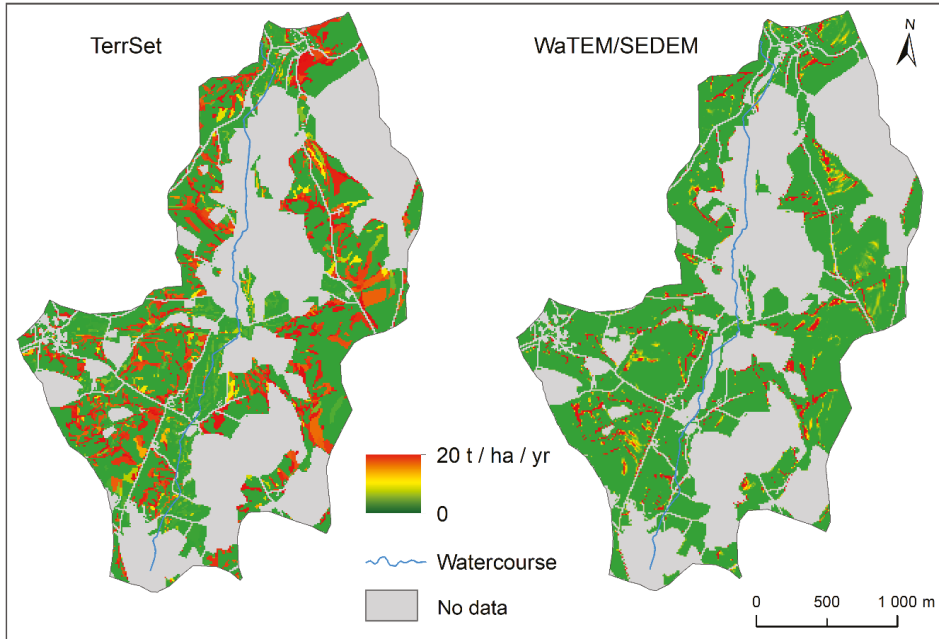 TerrSet
WaTEM/SEDEM
N
20 t / ha / yr
0
Watercourse
No data
0 500 1 000 m